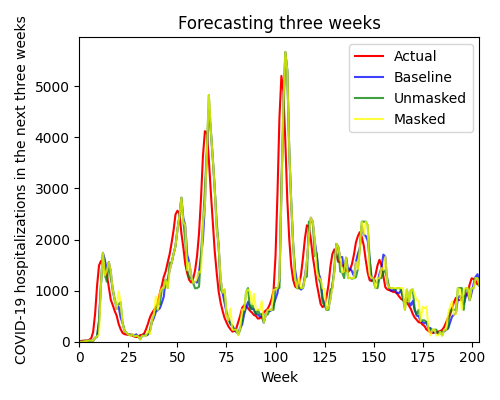 Forecasting three weeks
COVID-19 hospitalizations in the next three weeks
5000
4000
3000
2000
1000
0
Actual
Baseline
Unmasked
Masked
0 25 50 75 100 125 150 175 200
Week